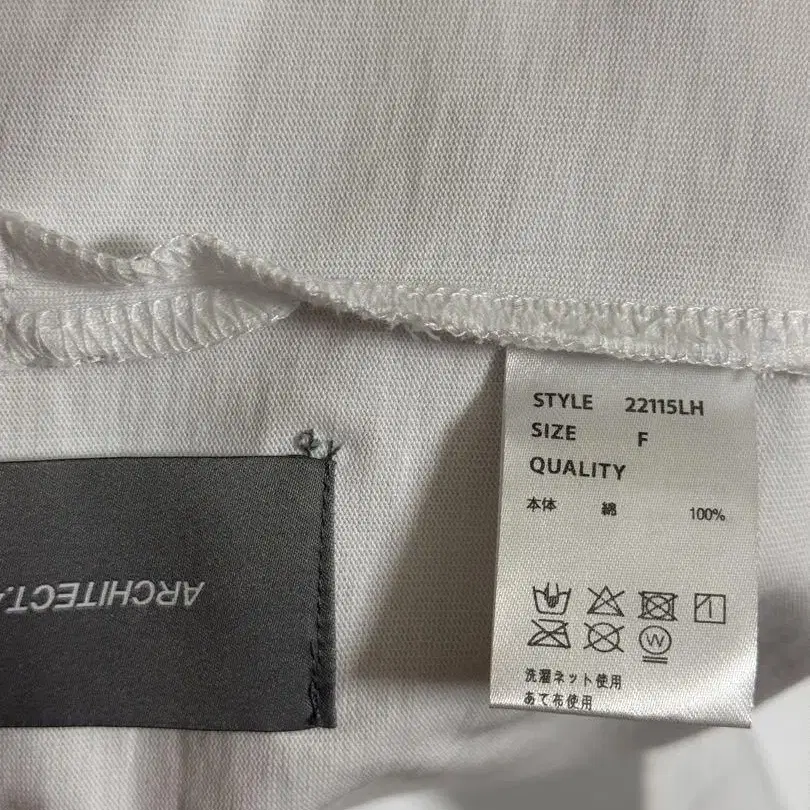 STYLE 22115LH
SIZE F
QUALITY
本体 綿 100%
洗濯ネット使用
あて布使用
ARCHITECT.